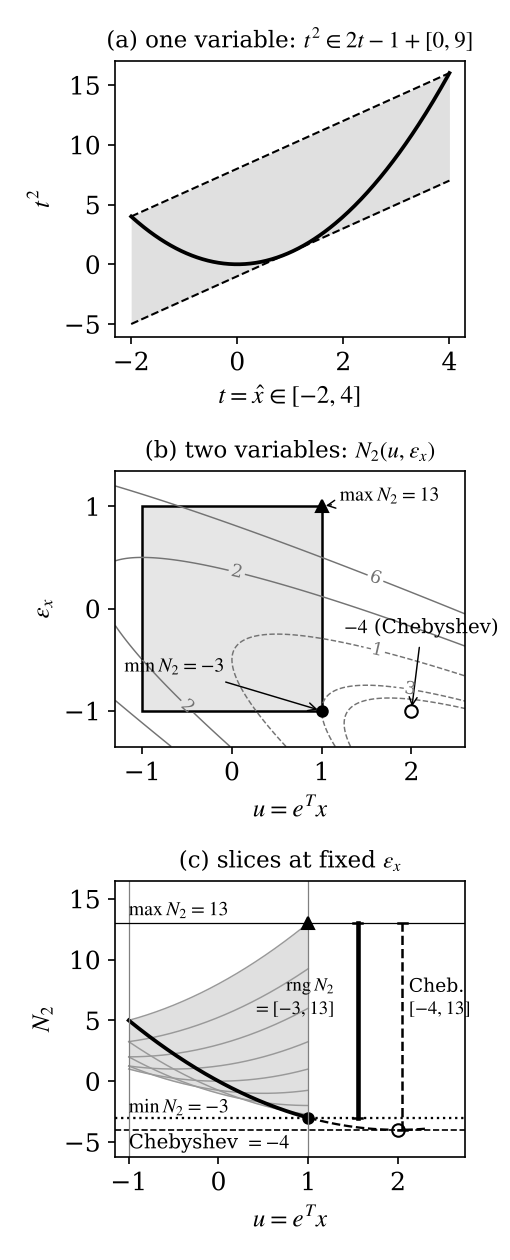 (a) one variable: t² ∈ 2t − 1 + [0, 9]
15
10
5
0
−5
t²
−2
0
2
4
t = x̂ ∈ [−2, 4]
(b) two variables: N₂(u, εₓ)
max N₂ = 13
1
0
−1
εₓ
2
6
−4 (Chebyshev)
1
min N₂ = −3
3
2
−1
0
1
2
u = eᵀx
(c) slices at fixed εₓ
15
10
5
0
−5
N₂
max N₂ = 13
rng N₂
= [−3, 13]
Cheb.
[−4, 13]
min N₂ = −3
Chebyshev = −4
−1
0
1
2
u = eᵀx